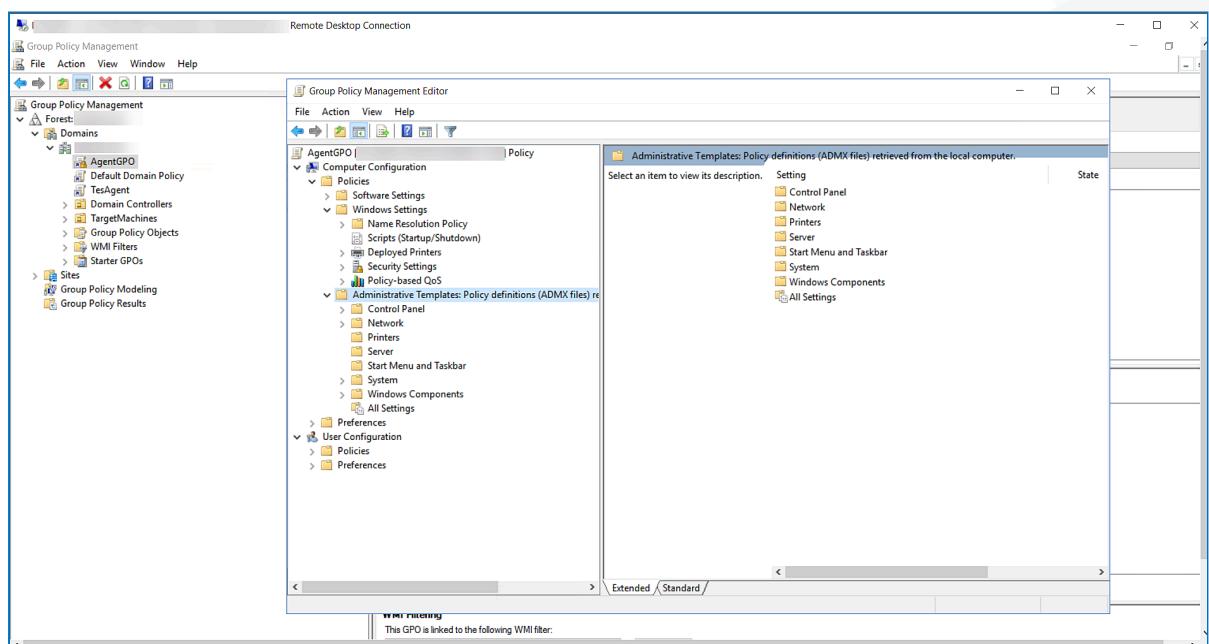 Remote Desktop Connection
Group Policy Management
File Action View Window Help
Group Policy Management
Forest:
Domains
AgentGPO
Default Domain Policy
TesAgent
Domain Controllers
TargetMachines
Group Policy Objects
WMI Filters
Starter GPOs
Sites
Group Policy Modeling
Group Policy Results
Group Policy Management Editor
File Action View Help
AgentGPO [ ] Policy
Computer Configuration
Policies
Software Settings
Windows Settings
Name Resolution Policy
Scripts (Startup/Shutdown)
Deployed Printers
Security Settings
Policy-based QoS
Administrative Templates: Policy definitions (ADMX files) re
Control Panel
Network
Printers
Server
Start Menu and Taskbar
System
Windows Components
All Settings
Preferences
User Configuration
Policies
Preferences
Administrative Templates: Policy definitions (ADMX files) retrieved from the local computer.
Select an item to view its description.
Setting State
Control Panel
Network
Printers
Server
Start Menu and Taskbar
System
Windows Components
All Settings
Extended Standard
WMI Filtering
This GPO is linked to the following WMI filter: